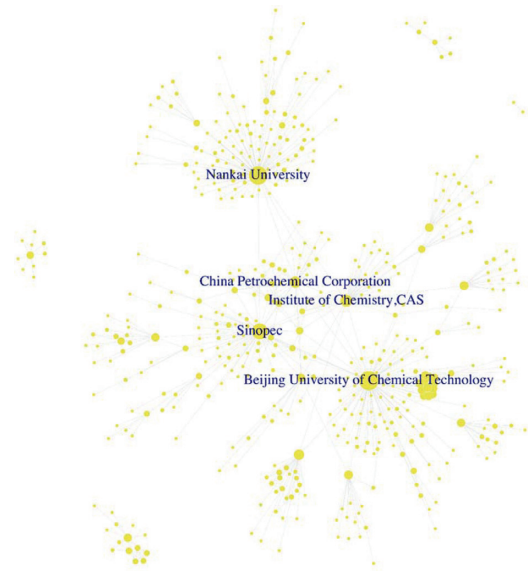 Nankai University
China Petrochemical Corporation
Institute of Chemistry,CAS
Sinopec
Beijing University of Chemical Technology